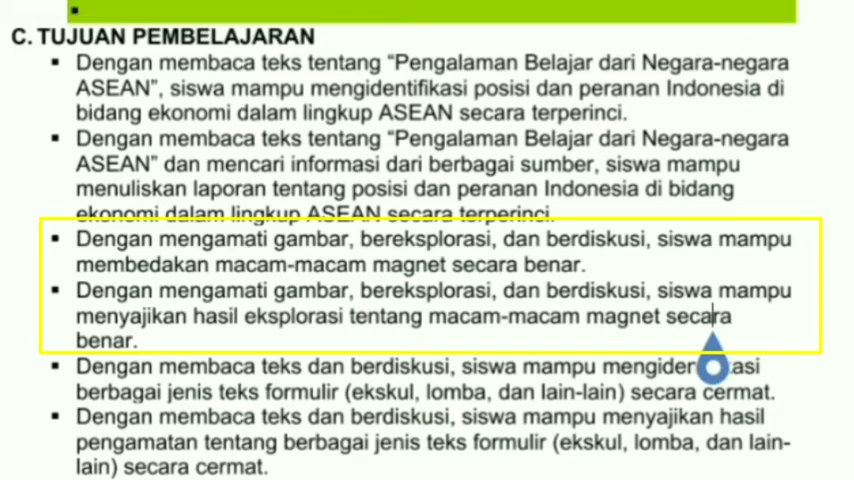 C. TUJUAN PEMBELAJARAN
▪ Dengan membaca teks tentang “Pengalaman Belajar dari Negara-negara
ASEAN”, siswa mampu mengidentifikasi posisi dan peranan Indonesia di
bidang ekonomi dalam lingkup ASEAN secara terperinci.
▪ Dengan membaca teks tentang “Pengalaman Belajar dari Negara-negara
ASEAN” dan mencari informasi dari berbagai sumber, siswa mampu
menuliskan laporan tentang posisi dan peranan Indonesia di bidang
ekonomi dalam lingkup ASEAN secara terperinci.
▪ Dengan mengamati gambar, bereksplorasi, dan berdiskusi, siswa mampu
membedakan macam-macam magnet secara benar.
▪ Dengan mengamati gambar, bereksplorasi, dan berdiskusi, siswa mampu
menyajikan hasil eksplorasi tentang macam-macam magnet secara
benar.
▪ Dengan membaca teks dan berdiskusi, siswa mampu
berbagai jenis teks formulir (ekskul, lomba, dan lain-lain) secara cermat.
▪ Dengan membaca teks dan berdiskusi, siswa mampu menyajikan hasil
pengamatan tentang berbagai jenis teks formulir (ekskul, lomba, dan lain-
lain) secara cermat.